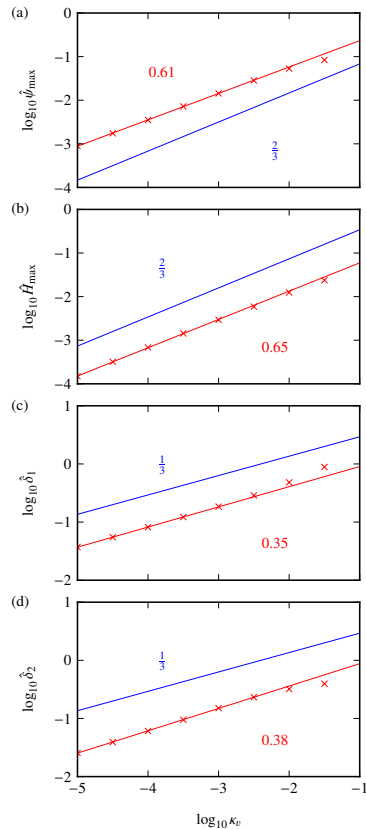 (a)
0
−1
0.61
log₁₀ ψ̂max
−2
−3
2/3
−4
(b)
0
−1
2/3
log₁₀ Ĥmax
−2
−3
0.65
−4
(c)
1
1/3
0
log₁₀ δ̂₁
−1
0.35
−2
(d)
1
1/3
0
log₁₀ δ̂₂
−1
0.38
−2
−5 −4 −3 −2 −1
log₁₀ κᵥ